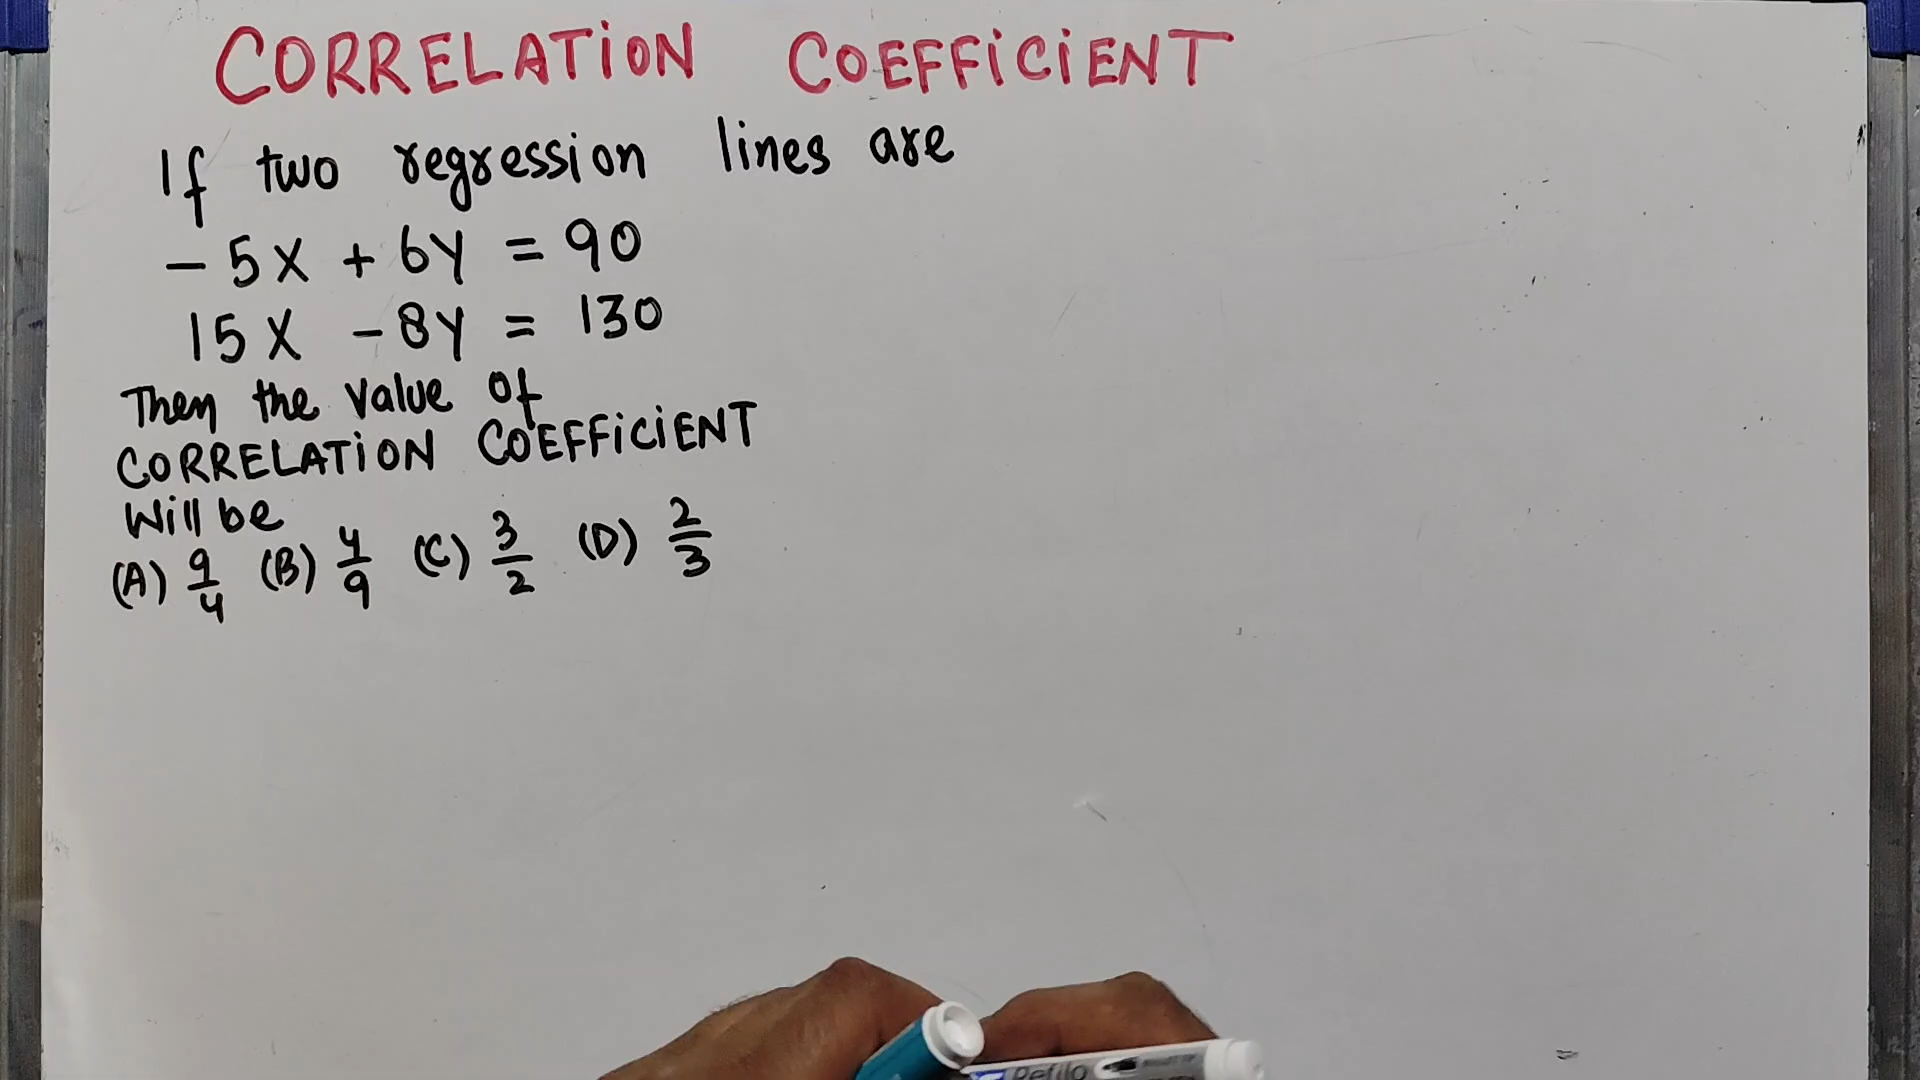 CORRELATION COEFFICIENT
If two regression lines are
-5X + 6Y = 90
15X - 8Y = 130
Then the value of
CORRELATION COEFFICIENT
Will be
(A) 9/4 (B) 4/9 (C) 3/2 (D) 2/3
Refilo